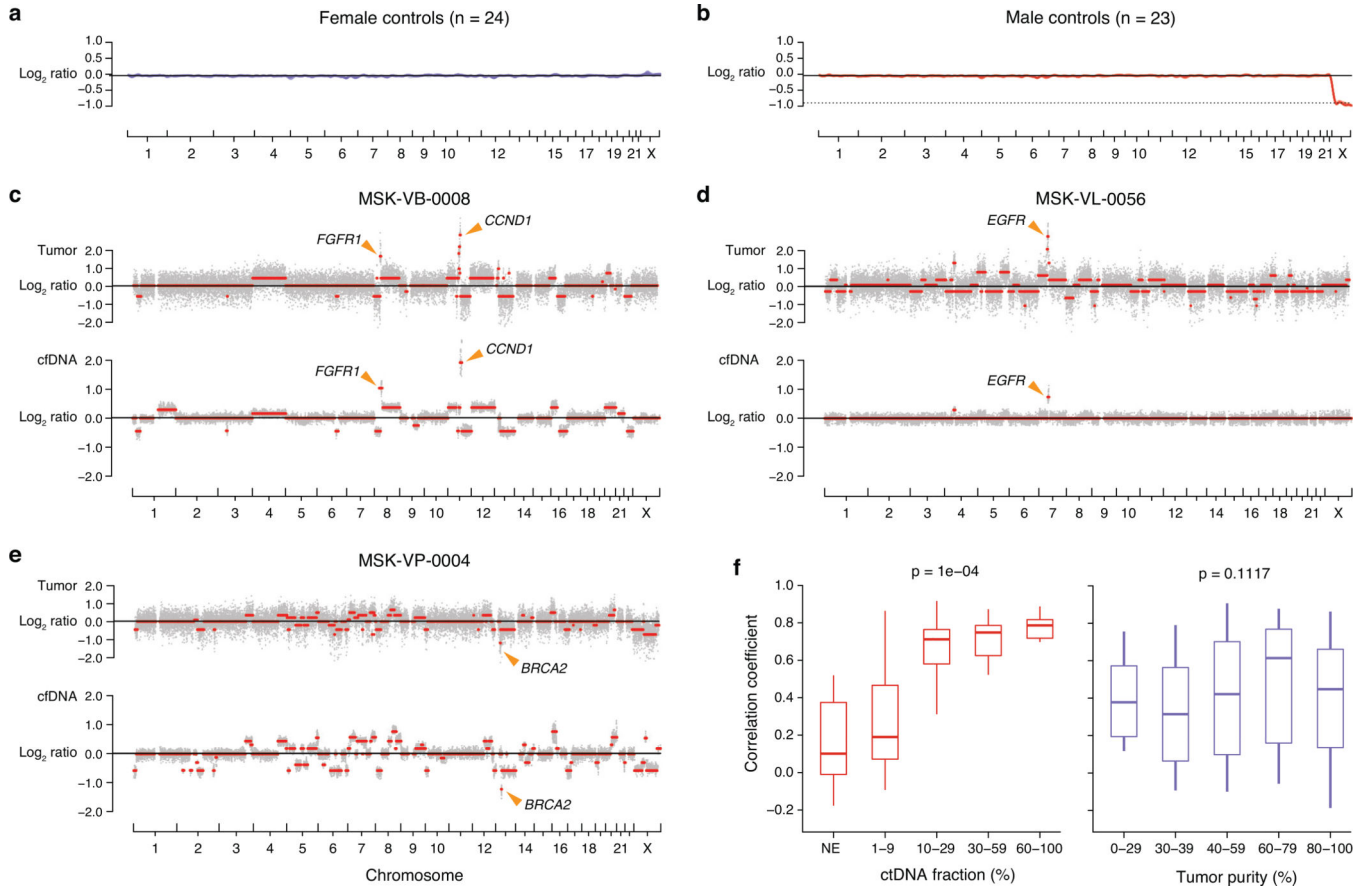 a
Female controls (n = 24)
1.0
0.5
Log2 ratio 0.0
−0.5
−1.0
1 2 3 4 5 6 7 8 9 10 12 15 17 19 21 X
b
Male controls (n = 23)
1.0
0.5
Log2 ratio 0.0
−0.5
−1.0
1 2 3 4 5 6 7 8 9 10 12 15 17 19 21 X
c
MSK-VB-0008
CCND1
FGFR1
Tumor 2.0
1.0
Log2 ratio 0.0
−1.0
−2.0
CCND1
FGFR1
cfDNA 2.0
1.0
Log2 ratio 0.0
−1.0
−2.0
1 2 3 4 5 6 7 8 9 10 12 14 16 18 21 X
d
MSK-VL-0056
EGFR
Tumor 2.0
1.0
Log2 ratio 0.0
−1.0
−2.0
EGFR
cfDNA 2.0
1.0
Log2 ratio 0.0
−1.0
−2.0
1 2 3 4 5 6 7 8 9 10 12 14 16 18 21 X
e
MSK-VP-0004
Tumor 2.0
1.0
Log2 ratio 0.0
−1.0
−2.0
BRCA2
cfDNA 2.0
1.0
Log2 ratio 0.0
−1.0
−2.0
BRCA2
1 2 3 4 5 6 7 8 9 10 12 14 16 18 21 X
Chromosome
f
p = 1e−04
p = 0.1117
Correlation coefficient
1.0
0.8
0.6
0.4
0.2
0.0
−0.2
NE 1−9 10−29 30−59 60−100
ctDNA fraction (%)
0−29 30−39 40−59 60−79 80−100
Tumor purity (%)